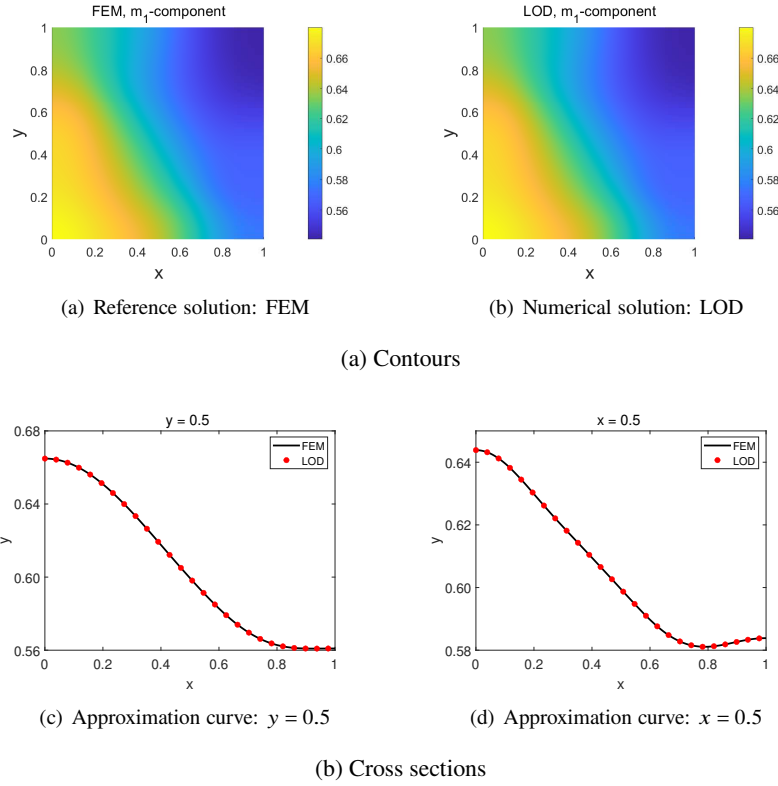 FEM, m1-component
1
0.8
0.6
0.4
0.2
0
y
0 0.2 0.4 0.6 0.8 1
x
0.66
0.64
0.62
0.6
0.58
0.56
LOD, m1-component
1
0.8
0.6
0.4
0.2
0
y
0 0.2 0.4 0.6 0.8 1
x
0.66
0.64
0.62
0.6
0.58
0.56
(a) Reference solution: FEM
(b) Numerical solution: LOD
(a) Contours
y = 0.5
0.68
0.64
0.60
0.56
y
0.0 0.2 0.4 0.6 0.8 1
x
FEM
LOD
x = 0.5
0.64
0.62
0.60
0.58
y
0 0.2 0.4 0.6 0.8 1
x
FEM
LOD
(c) Approximation curve: y = 0.5
(d) Approximation curve: x = 0.5
(b) Cross sections